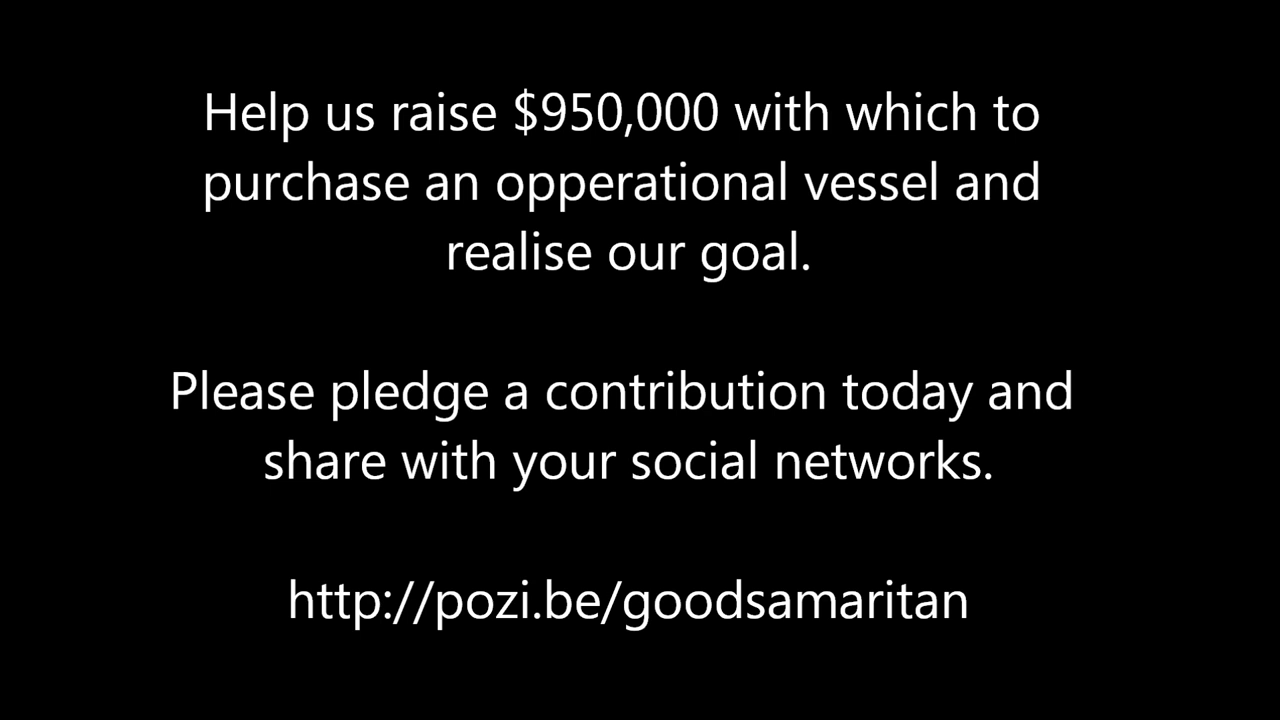 Help us raise $950,000 with which to
purchase an opperational vessel and
realise our goal.
Please pledge a contribution today and
share with your social networks.
http://pozi.be/goodsamaritan